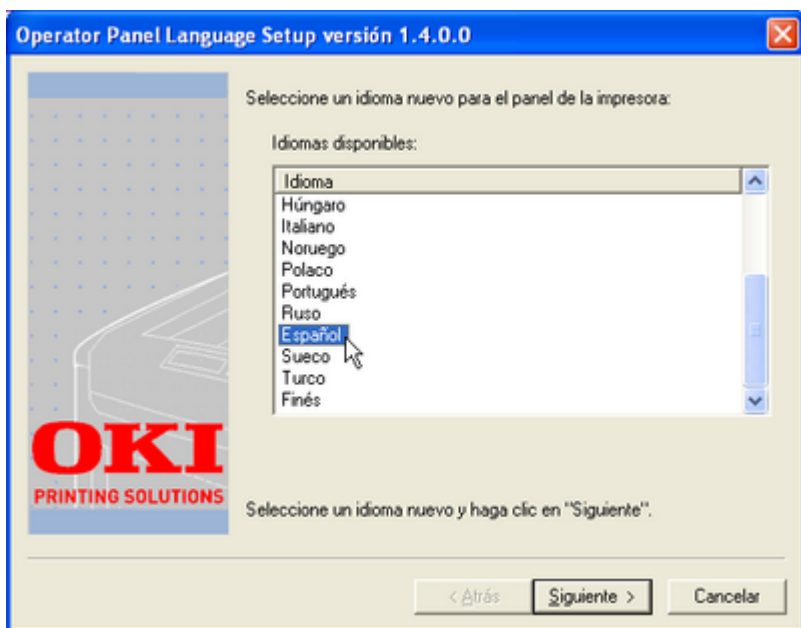 Operator Panel Language Setup versión 1.4.0.0
Seleccione un idioma nuevo para el panel de la impresora:
Idiomas disponibles:
Idioma
Húngaro
Italiano
Noruego
Polaco
Portugués
Ruso
Español
Sueco
Turco
Finés
OKI
PRINTING SOLUTIONS
Seleccione un idioma nuevo y haga clic en "Siguiente".
< Atrás
Siguiente >
Cancelar